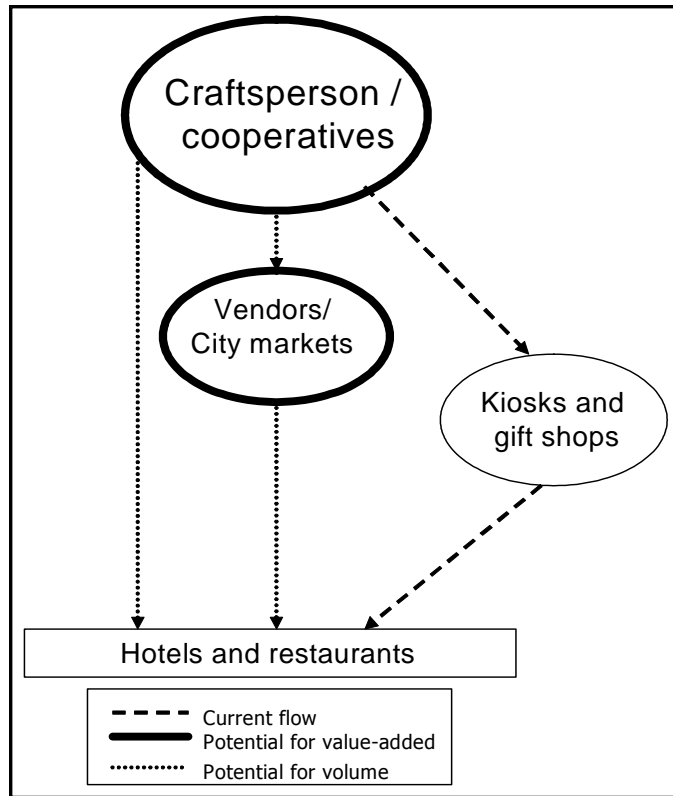 Craftsperson /
cooperatives
Vendors/
City markets
Kiosks and
gift shops
Hotels and restaurants
Current flow
Potential for value-added
Potential for volume